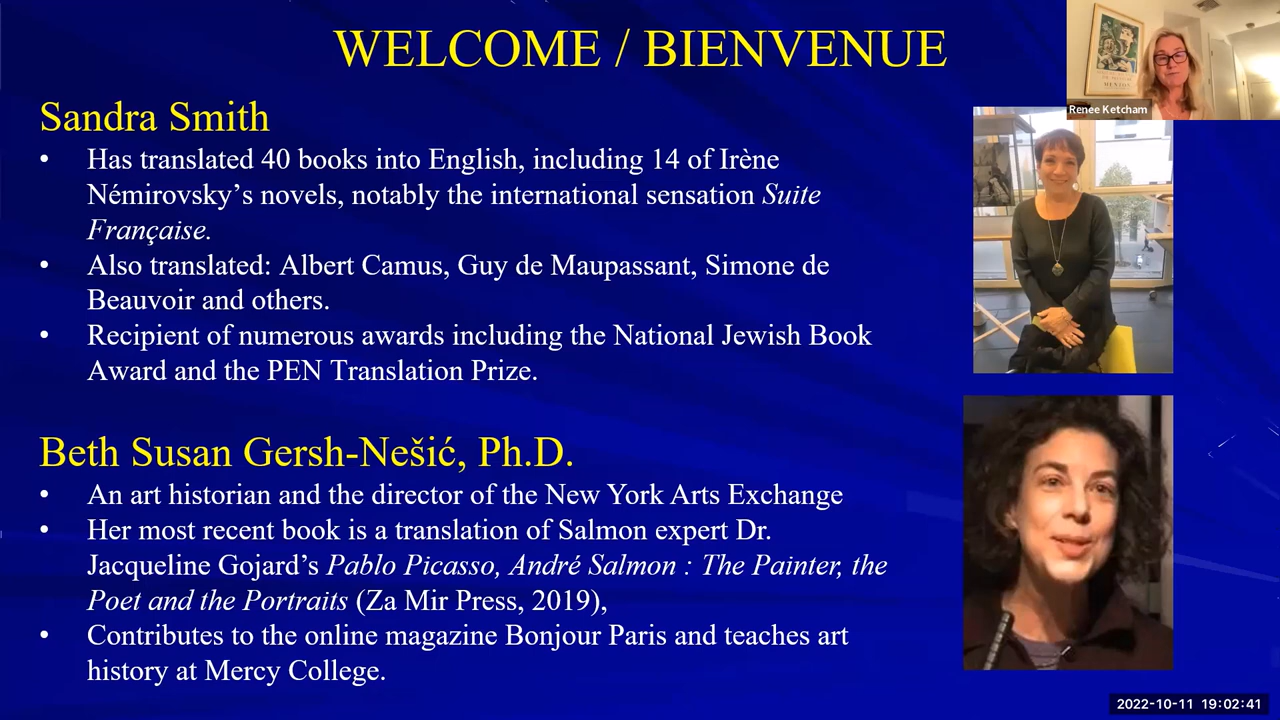 WELCOME / BIENVENUE
Renee Ketcham
Sandra Smith
• Has translated 40 books into English, including 14 of Irène
Némirovsky’s novels, notably the international sensation Suite
Française.
• Also translated: Albert Camus, Guy de Maupassant, Simone de
Beauvoir and others.
• Recipient of numerous awards including the National Jewish Book
Award and the PEN Translation Prize.
Beth Susan Gersh-Nešić, Ph.D.
• An art historian and the director of the New York Arts Exchange
• Her most recent book is a translation of Salmon expert Dr.
Jacqueline Gojard’s Pablo Picasso, André Salmon : The Painter, the
Poet and the Portraits (Za Mir Press, 2019),
• Contributes to the online magazine Bonjour Paris and teaches art
history at Mercy College.
2022-10-11 19:02:41